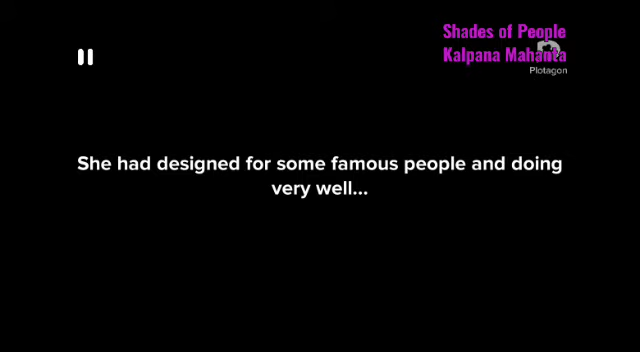 Shades of People
Kalpana Mahanta
Plotagon
She had designed for some famous people and doing
very well...